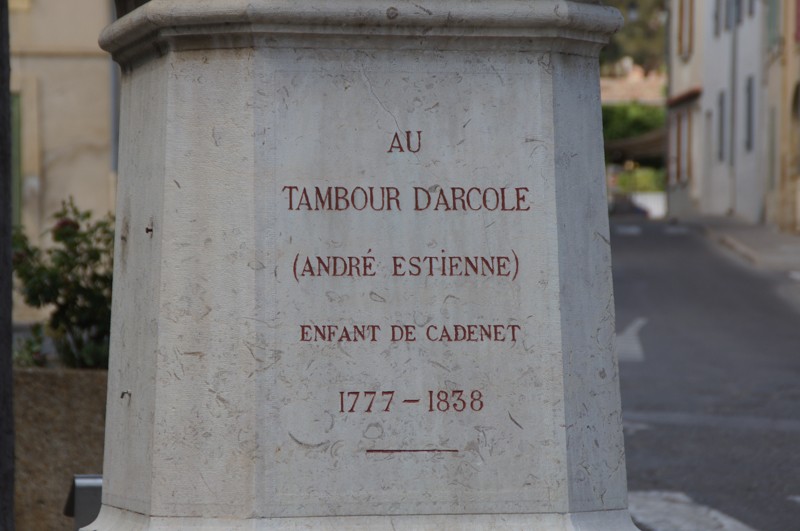 AU
TAMBOUR D'ARCOLE
(ANDRÉ ESTIENNE)
ENFANT DE CADENET
1777 – 1838